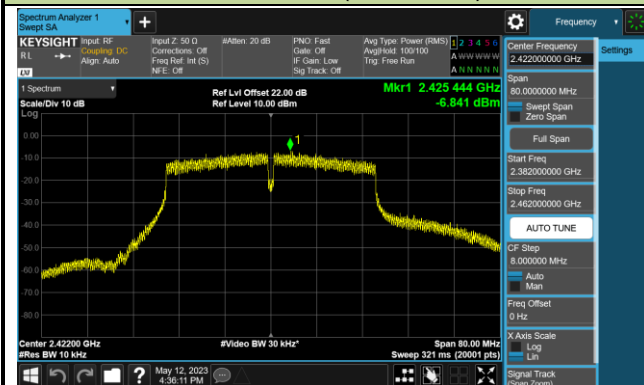 Spectrum Analyzer 1
Swept SA
Frequency
KEYSIGHT
RL
Input: RF
Coupling: DC
Align: Auto
Input Z: 50 Ω
Corrections: Off
Freq Ref: Int (S)
NFE: Off
#Atten: 20 dB
PNO: Fast
Gate: Off
IF Gain: Low
Sig Track: Off
Avg Type: Power (RMS)
Avg|Hold: 100/100
Trig: Free Run
1 2 3 4 5 6
A W W W W W
A N N N N N
LXI
1 Spectrum
Scale/Div 10 dB
Log
Ref Lvl Offset 22.00 dB
Ref Level 10.00 dBm
Mkr1 2.425 444 GHz
-6.841 dBm
1
0.00
-10.0
-20.0
-30.0
-40.0
-50.0
-60.0
-70.0
-80.0
Center 2.42200 GHz
#Res BW 10 kHz
#Video BW 30 kHz*
Span 80.00 MHz
Sweep 321 ms (20001 pts)
May 12, 2023
4:36:11 PM
Center Frequency
2.422000000 GHz
Settings
Span
80.0000000 MHz
Swept Span
Zero Span
Full Span
Start Freq
2.382000000 GHz
Stop Freq
2.462000000 GHz
AUTO TUNE
CF Step
8.000000 MHz
Auto
Man
Freq Offset
0 Hz
X Axis Scale
Log
Lin
Signal Track
(Span Zoom)